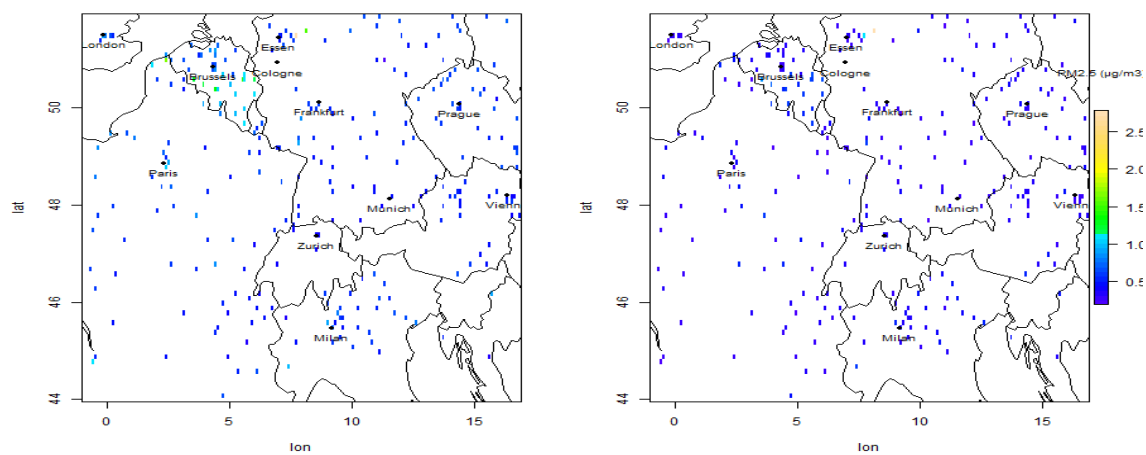 ondon
Essen
Cologne
Brussels
Frankfurt
Prague
Paris
Munich
Vienn
Zurich
Milan
44 46 48 50
lat
0 5 10 15
lon
ondon
Essen
Cologne
Brussels
Frankfurt
Prague
Paris
Munich
Vienn
Zurich
Milan
44 46 48 50
lat
0 5 10 15
lon
PM2.5 (µg/m3)
2.5
2.0
1.5
1.0
0.5